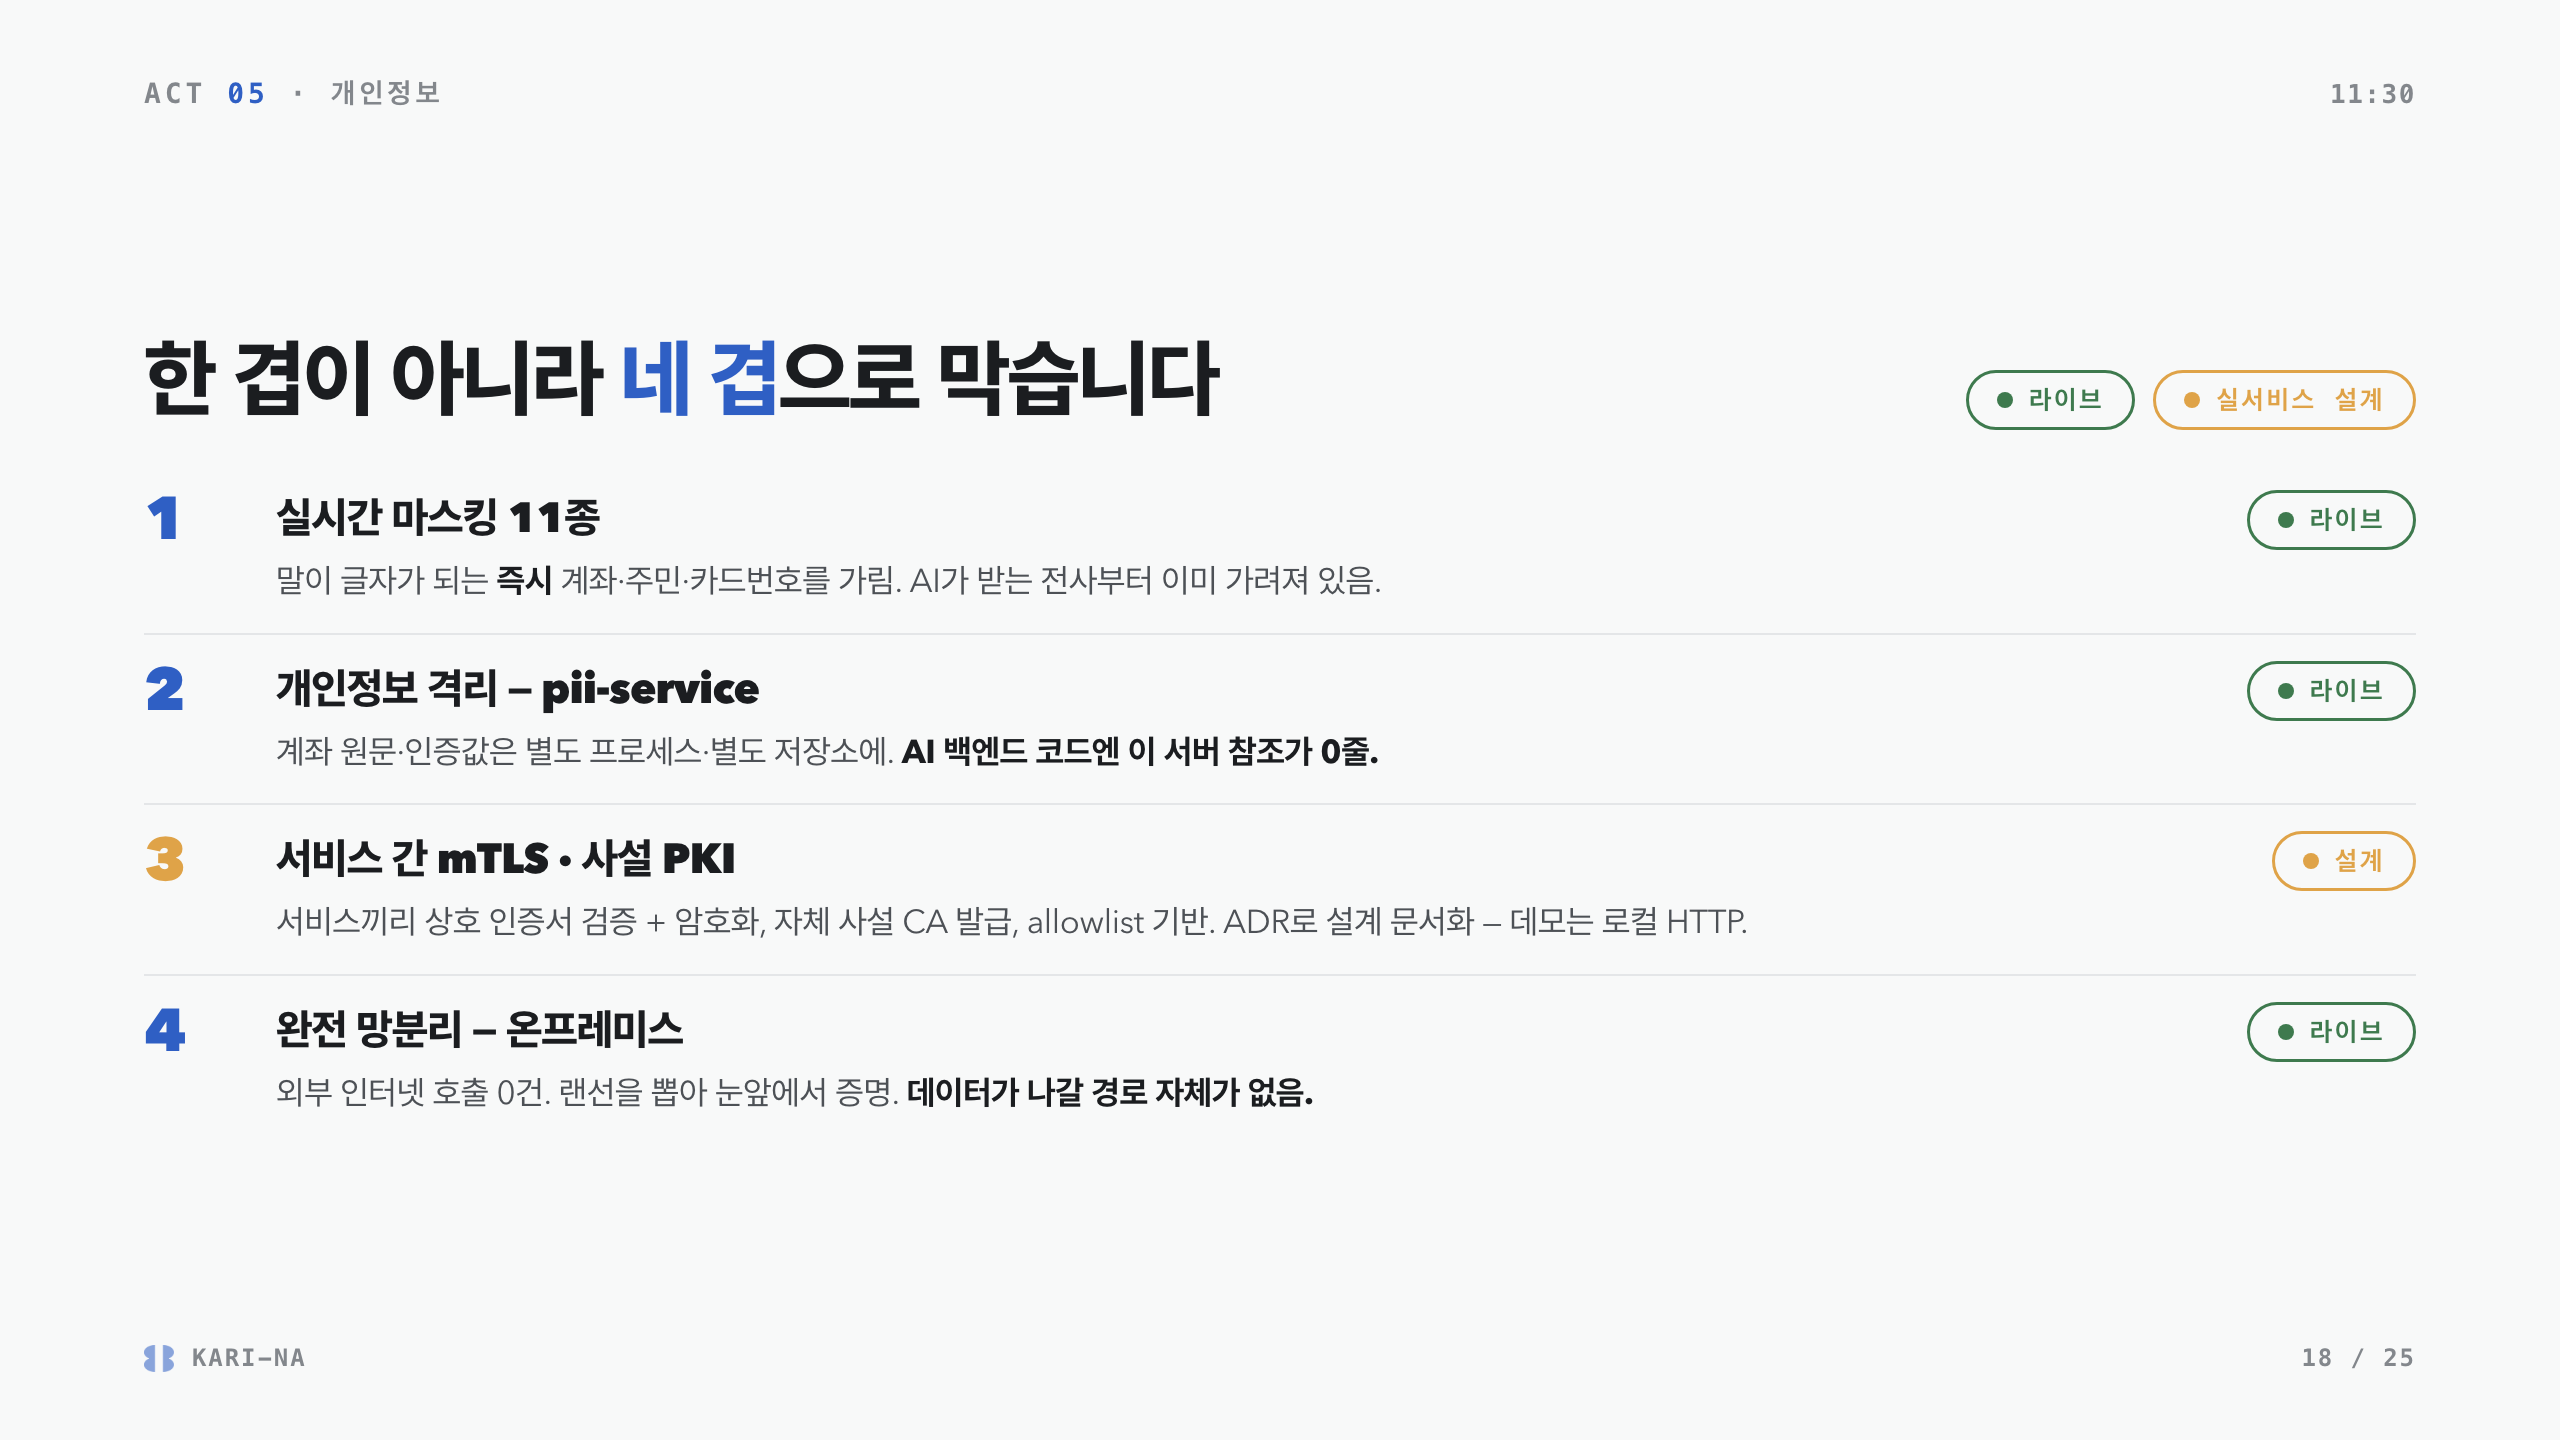 ACT 05 · 개인정보
11:30
한 겹이 아니라 네 겹으로 막습니다
라이브
실서비스 설계
1
실시간 마스킹 11종
라이브
말이 글자가 되는 즉시 계좌·주민·카드번호를 가림. AI가 받는 전사부터 이미 가려져 있음.
2
개인정보 격리 – pii-service
라이브
계좌 원문·인증값은 별도 프로세스·별도 저장소에. AI 백엔드 코드엔 이 서버 참조가 0줄.
3
서비스 간 mTLS · 사설 PKI
설계
서비스끼리 상호 인증서 검증 + 암호화, 자체 사설 CA 발급, allowlist 기반. ADR로 설계 문서화 – 데모는 로컬 HTTP.
4
완전 망분리 – 온프레미스
라이브
외부 인터넷 호출 0건. 랜선을 뽑아 눈앞에서 증명. 데이터가 나갈 경로 자체가 없음.
KARI–NA
18 / 25